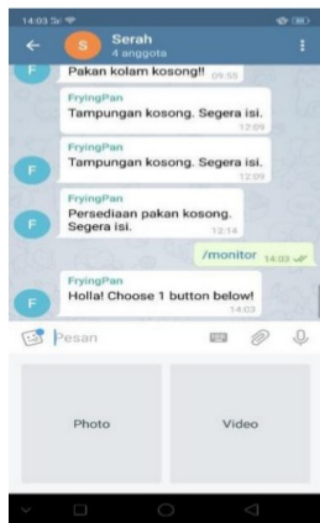 14:03
S
Serah
4 anggota
F
Pakan kolam kosong!! 09:55
FryingPan
Tampungan kosong. Segera isi.
12:09
FryingPan
Tampungan kosong. Segera isi.
12:09
F
FryingPan
Persediaan pakan kosong.
Segera isi.
12:14
F
/monitor 14:03
FryingPan
Holla! Choose 1 button below!
14:03
F
Pesan
Photo Video